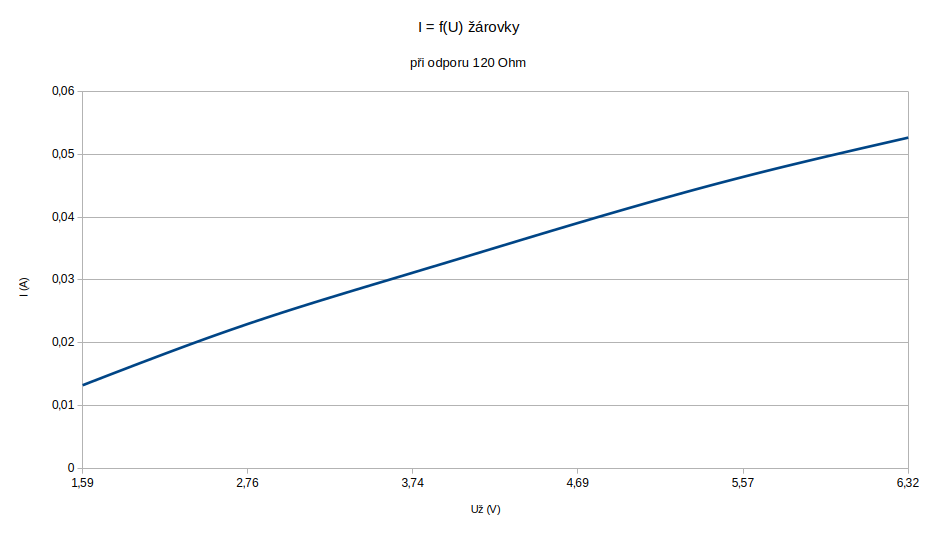 I = f(U) žárovky
při odporu 120 Ohm
0,06
0,05
0,04
0,03
0,02
0,01
0
I (A)
1,59 2,76 3,74 4,69 5,57 6,32
Už (V)